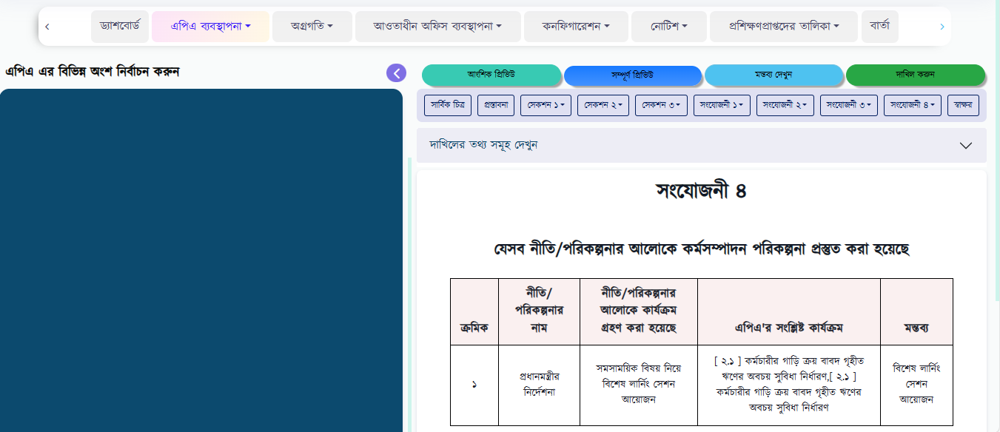 ড্যাশবোর্ড এপিএ ব্যবস্থাপনা অগ্রগতি আওতাধীন অফিস ব্যবস্থাপনা কনফিগারেশন নোটিশ প্রশিক্ষণপ্রাপ্তদের তালিকা বার্তা
এপিএ এর বিভিন্ন অংশ নির্বাচন করুন
আংশিক প্রিভিউ সম্পূর্ণ প্রিভিউ মন্তব্য দেখুন দাখিল করুন
সার্বিক চিত্র প্রস্তাবনা সেকশন ১ সেকশন ২ সেকশন ৩ সংযোজনী ১ সংযোজনী ২ সংযোজনী ৩ সংযোজনী ৪ স্বাক্ষর
দাখিলের তথ্য সমূহ দেখুন
সংযোজনী ৪
যেসব নীতি/পরিকল্পনার আলোকে কর্মসম্পাদন পরিকল্পনা প্রস্তুত করা হয়েছে
ক্রমিক
নীতি/
পরিকল্পনার
নাম
নীতি/পরিকল্পনার
আলোকে কার্যক্রম
গ্রহণ করা হয়েছে
এপিএ'র সংশ্লিষ্ট কার্যক্রম
মন্তব্য
১
প্রধানমন্ত্রীর
নির্দেশনা
সমসাময়িক বিষয় নিয়ে
বিশেষ লার্নিং সেশন
আয়োজন
[ ২.১ ] কর্মচারীর গাড়ি ক্রয় বাবদ গৃহীত
ঋণের অবচয় সুবিধা নির্ধারণ,[ ২.১ ]
কর্মচারীর গাড়ি ক্রয় বাবদ গৃহীত ঋণের
অবচয় সুবিধা নির্ধারণ
বিশেষ লার্নিং
সেশন
আয়োজন